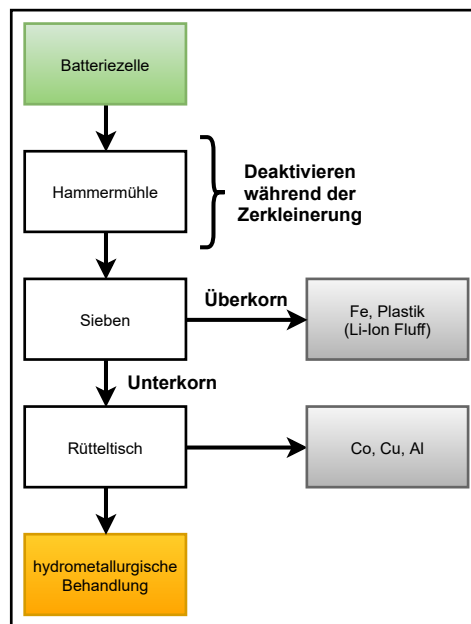 Batteriezelle
Hammermühle
Deaktivieren
während der
Zerkleinerung
Sieben
Überkorn
Fe, Plastik
(Li-Ion Fluff)
Unterkorn
Rütteltisch
Co, Cu, Al
hydrometallurgische
Behandlung